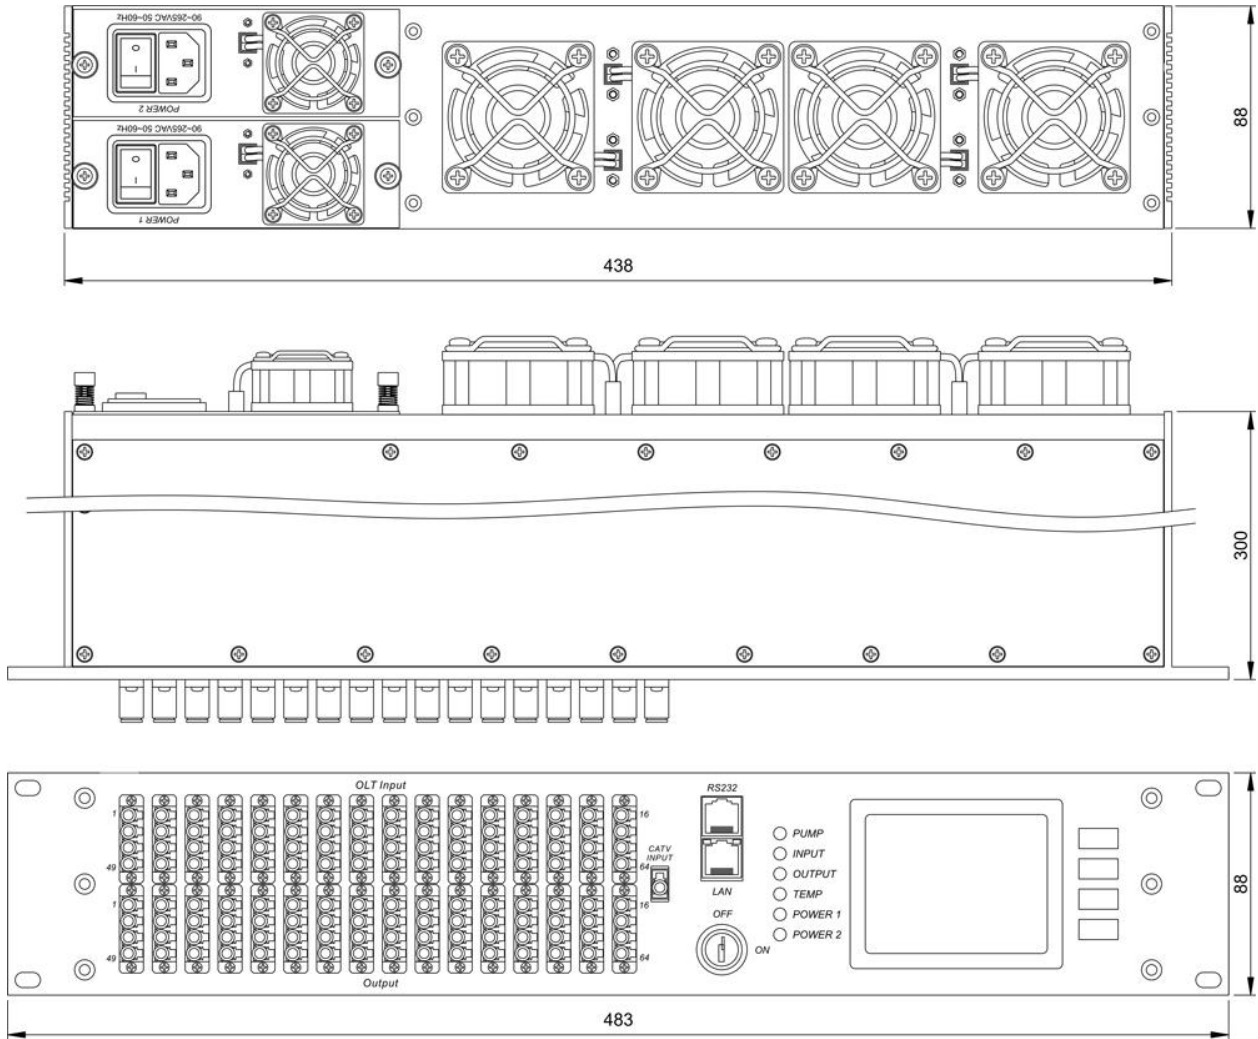 90~265VAC 50~60Hz
POWER 2
90~265VAC 50~60Hz
POWER 1
88
438
300
OLT Input
1
16
49
64
1
16
49
64
Output
CATV
INPUT
RS232
LAN
OFF
ON
PUMP
INPUT
OUTPUT
TEMP
POWER 1
POWER 2
88
483